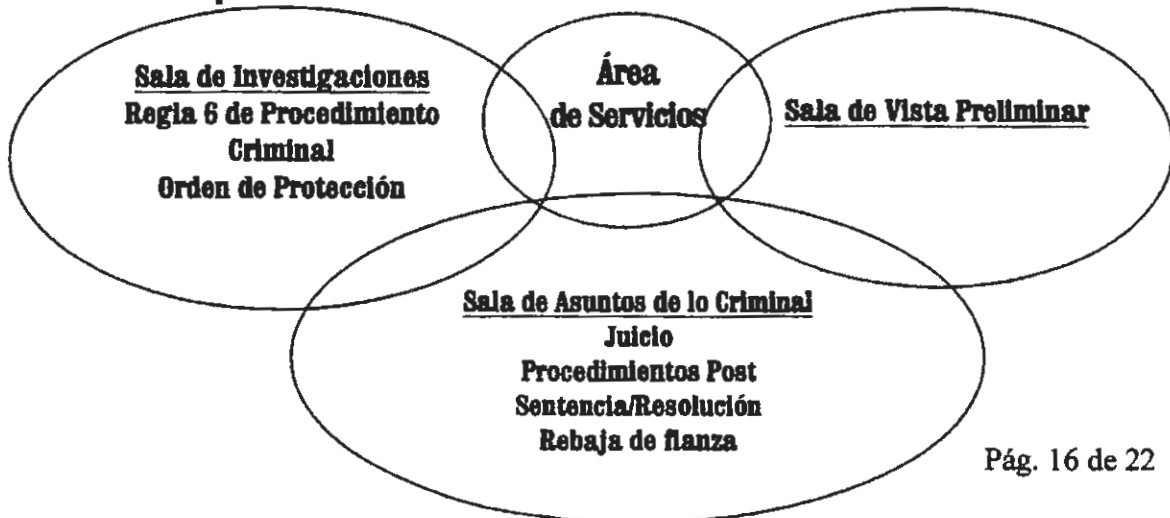 Sala de Investigaciones
Regla 6 de Procedimiento
Criminal
Orden de Protección
Área
de Servicios
Sala de Vista Preliminar
Sala de Asuntos de lo Criminal
Juicio
Procedimientos Post
Sentencia/Resolución
Rebaja de fianza
Pág. 16 de 22